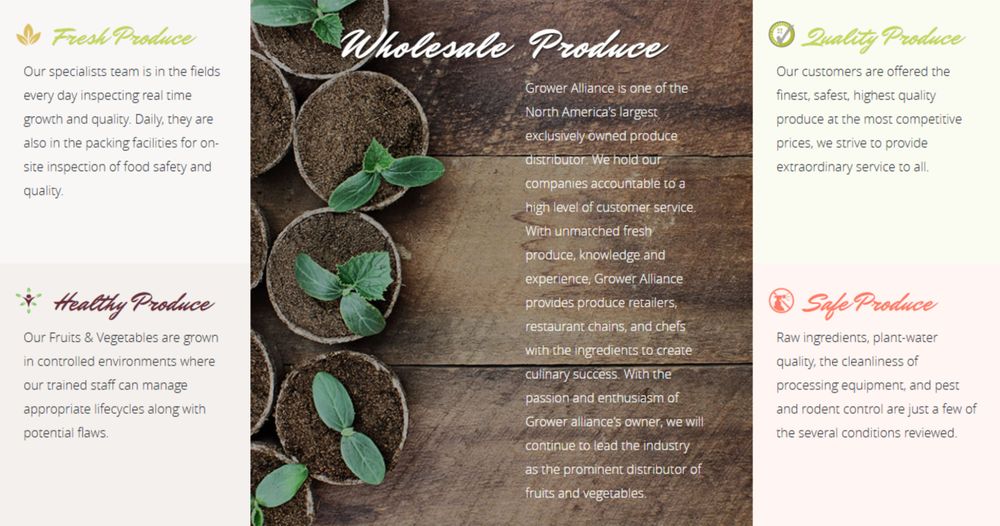 Fresh Produce
Our specialists team is in the fields
every day inspecting real time
growth and quality. Daily, they are
also in the packing facilities for on-
site inspection of food safety and
quality.
Healthy Produce
Our Fruits & Vegetables are grown
in controlled environments where
our trained staff can manage
appropriate lifecycles along with
potential flaws.
Wholesale Produce
Grower Alliance is one of the
North America's largest
exclusively owned produce
distributor. We hold our
companies accountable to a
high level of customer service.
With unmatched fresh
produce, knowledge and
experience, Grower Alliance
provides produce retailers,
restaurant chains, and chefs
with the ingredients to create
culinary success. With the
passion and enthusiasm of
Grower alliance's owner, we will
continue to lead the industry
as the prominent distributor of
fruits and vegetables.
Quality Produce
Our customers are offered the
finest, safest, highest quality
produce at the most competitive
prices, we strive to provide
extraordinary service to all.
Safe Produce
Raw ingredients, plant-water
quality, the cleanliness of
processing equipment, and pest
and rodent control are just a few of
the several conditions reviewed.